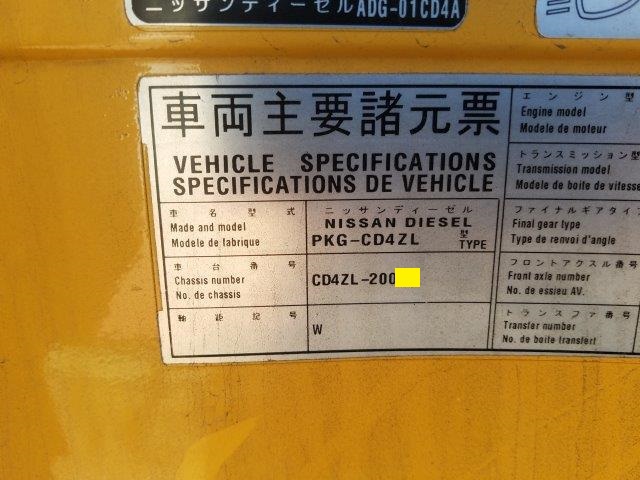 ニッサンディーゼル ADG-01CD4A
車両主要諸元票
VEHICLE SPECIFICATIONS
SPECIFICATIONS DE VEHICLE
車名型式
Made and model
Modele de fabrique
ニッサンディーゼル
NISSAN DIESEL
PKG-CD4ZL 型 TYPE
車台番号
Chassis number
No. de chassis
CD4ZL-200
軸距記号
W
エンジン型
Engine model
Modele de moteur
トランスミッション型
Transmission model
Modele de boite de vitesse
ファイナルギアタイ
Final gear type
Type de renvoi d'angle
フロントアクスル番号
Front axle number
No. de essieu AV.
トランスファ番号
Transfer number
No. de boite transfert